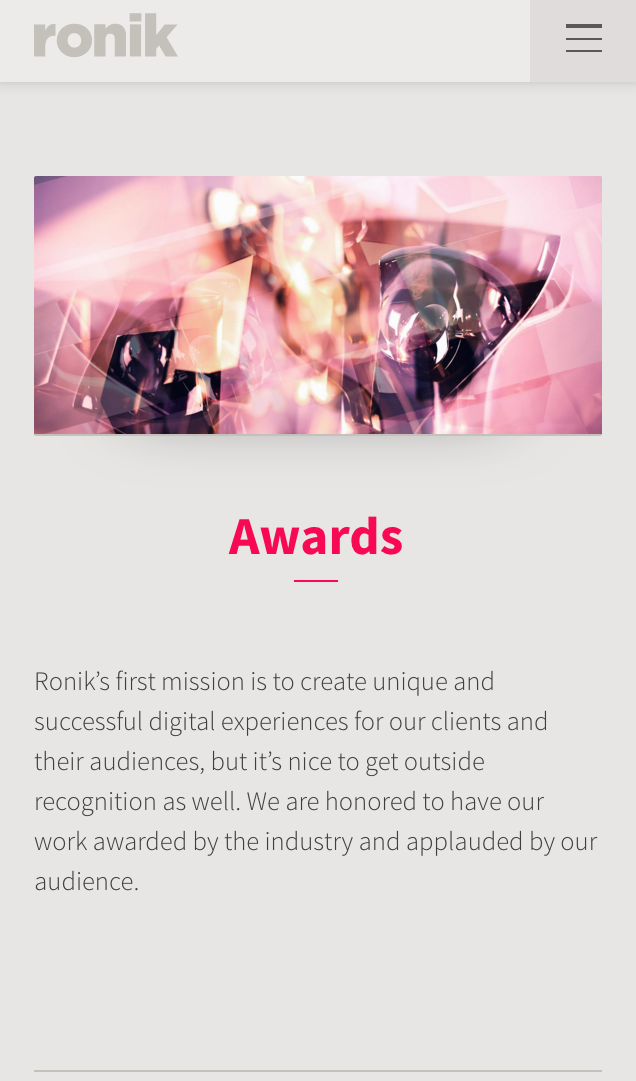 ronik
Awards
Ronik’s first mission is to create unique and
successful digital experiences for our clients and
their audiences, but it’s nice to get outside
recognition as well. We are honored to have our
work awarded by the industry and applauded by our
audience.